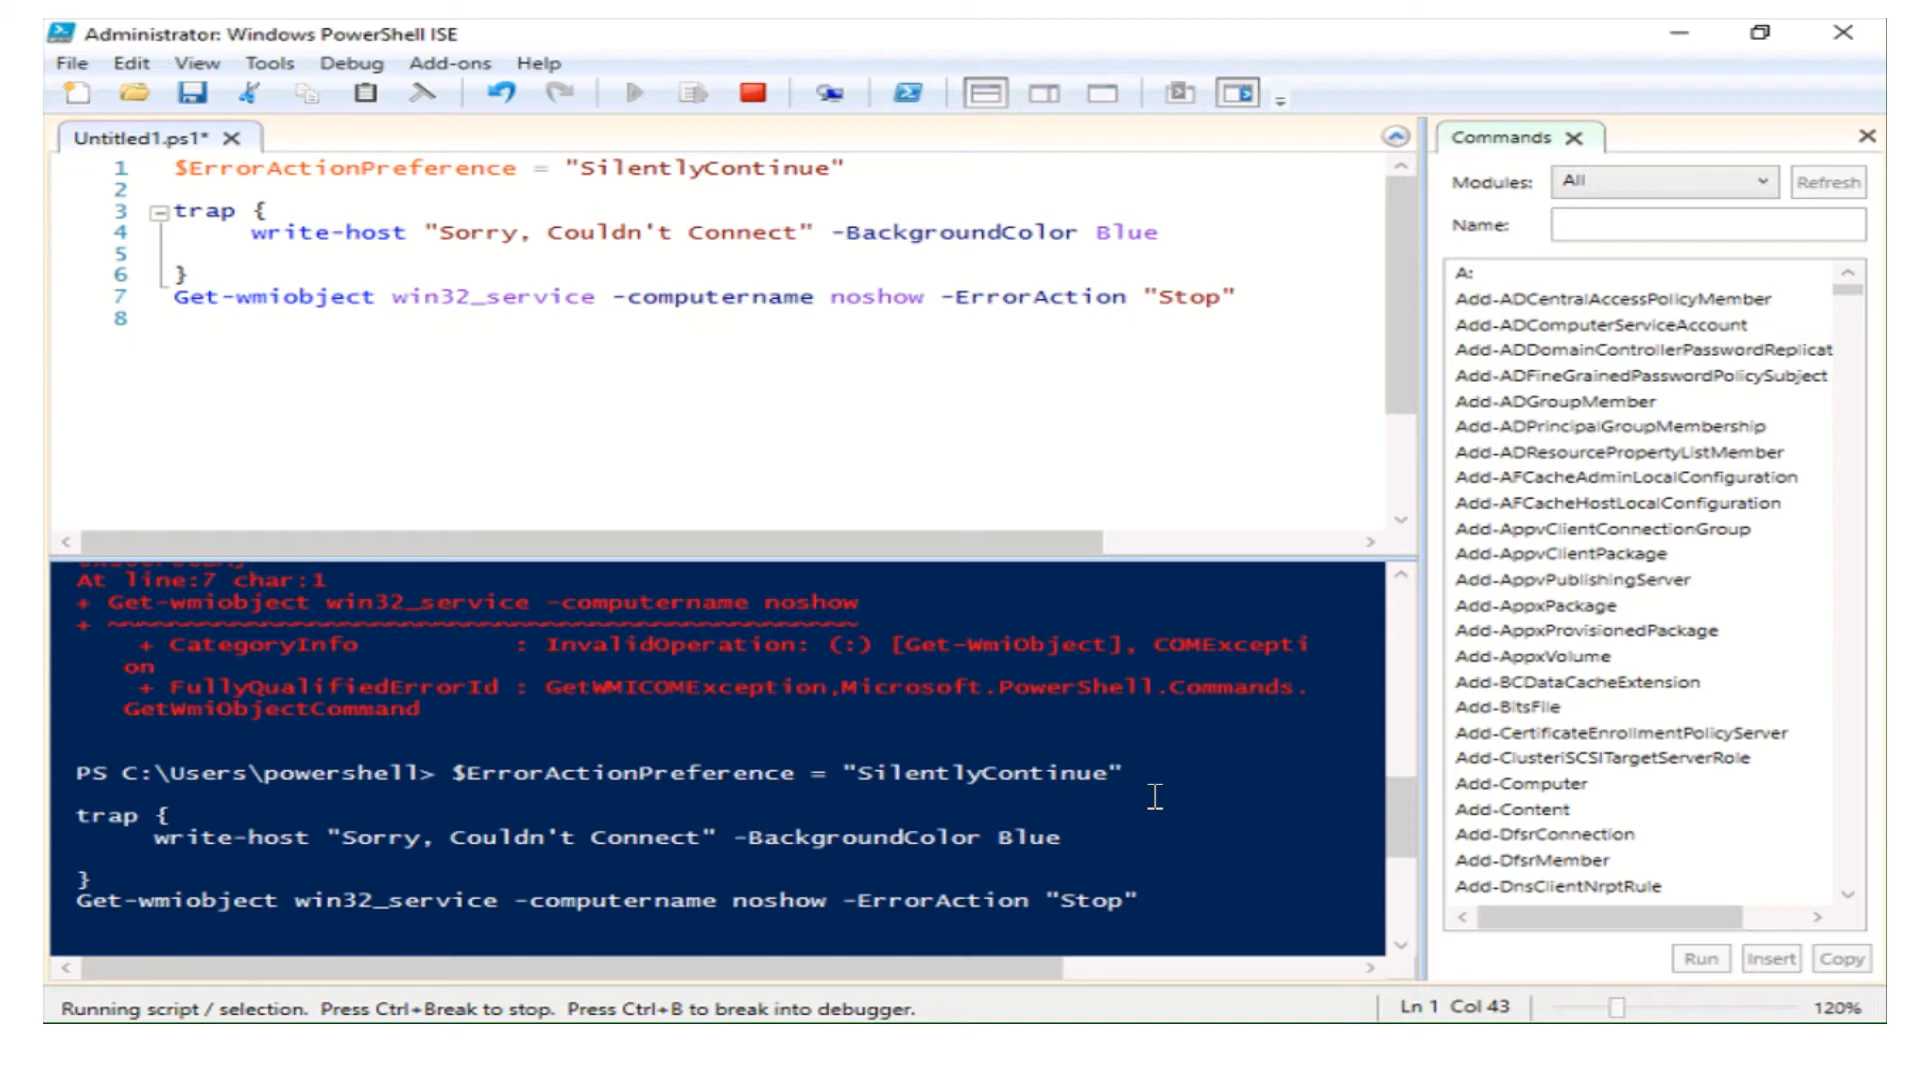 Administrator: Windows PowerShell ISE
File Edit View Tools Debug Add-ons Help
Untitled1.ps1*
1 $ErrorActionPreference = "SilentlyContinue"
2
3 trap {
4 write-host "Sorry, Couldn't Connect" -BackgroundColor Blue
5
6 }
7 Get-wmiobject win32_service -computername noshow -ErrorAction "Stop"
8
At line:7 char:1
+ Get-wmiobject win32_service -computername noshow
+ ~~~~~~~~~~~~~~~~~~~~~~~~~~~~~~~~~~~~~~~~~~~~~~~~
+ CategoryInfo : InvalidOperation: (:) [Get-WmiObject], COMExcepti
on
+ FullyQualifiedErrorId : GetWMICOMException,Microsoft.PowerShell.Commands.
GetWmiObjectCommand
PS C:\Users\powershell> $ErrorActionPreference = "SilentlyContinue"
trap {
write-host "Sorry, Couldn't Connect" -BackgroundColor Blue
}
Get-wmiobject win32_service -computername noshow -ErrorAction "Stop"
Commands
Modules: All Refresh
Name:
A:
Add-ADCentralAccessPolicyMember
Add-ADComputerServiceAccount
Add-ADDomainControllerPasswordReplicat
Add-ADFineGrainedPasswordPolicySubject
Add-ADGroupMember
Add-ADPrincipalGroupMembership
Add-ADResourcePropertyListMember
Add-AFCacheAdminLocalConfiguration
Add-AFCacheHostLocalConfiguration
Add-AppvClientConnectionGroup
Add-AppvClientPackage
Add-AppvPublishingServer
Add-AppxPackage
Add-AppxProvisionedPackage
Add-AppxVolume
Add-BCDataCacheExtension
Add-BitsFile
Add-CertificateEnrollmentPolicyServer
Add-ClusteriSCSITargetServerRole
Add-Computer
Add-Content
Add-DfsrConnection
Add-DfsrMember
Add-DnsClientNrptRule
Run Insert Copy
Running script / selection. Press Ctrl+Break to stop. Press Ctrl+B to break into debugger.
Ln 1 Col 43
120%